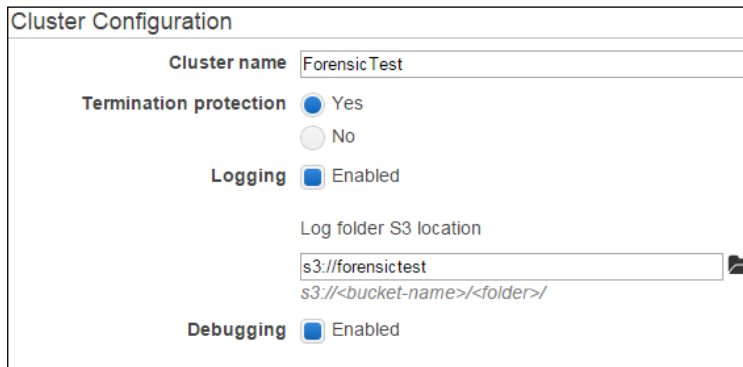 Cluster Configuration
Cluster name ForensicTest
Termination protection Yes
No
Logging Enabled
Log folder S3 location
s3://forensictest
s3://<bucket-name>/<folder>/
Debugging Enabled